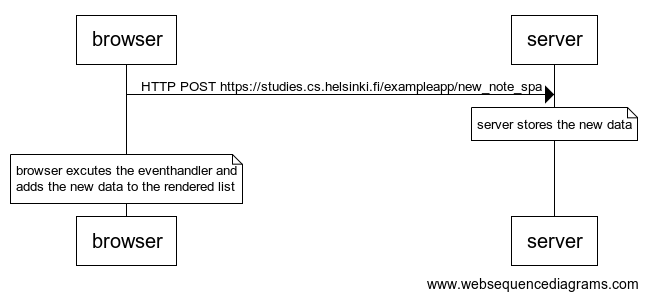 browser
server
HTTP POST https://studies.cs.helsinki.fi/exampleapp/new_note_spa
server stores the new data
browser excutes the eventhandler and
adds the new data to the rendered list
browser
server
www.websequencediagrams.com